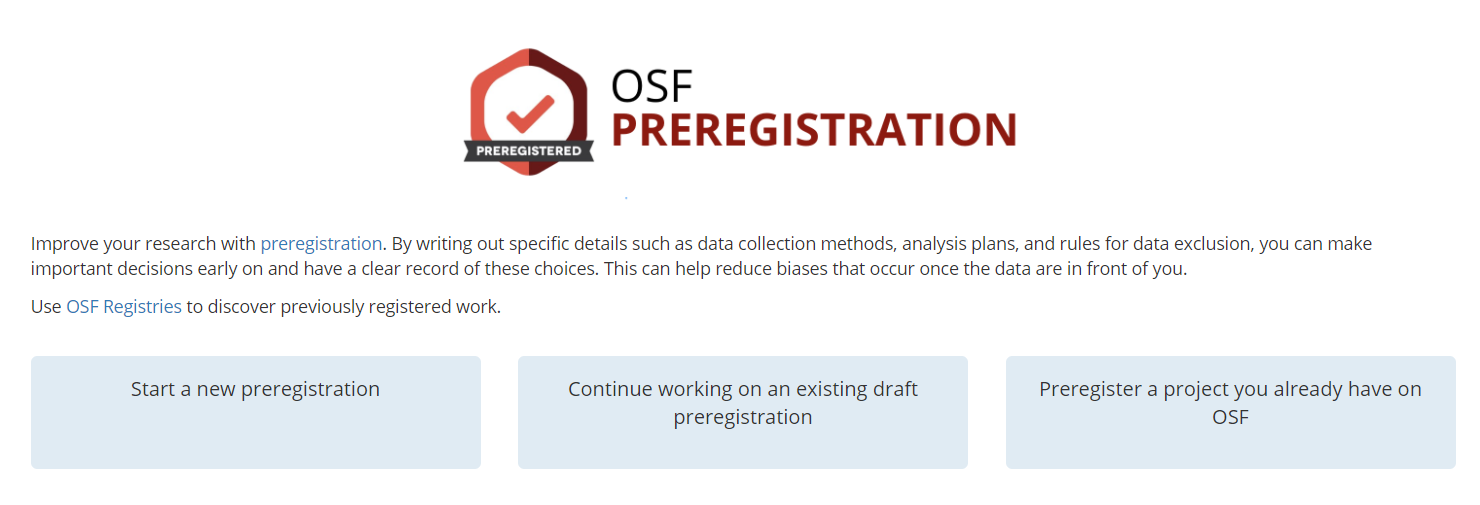 OSF
PREREGISTRATION
PREREGISTERED
Improve your research with preregistration. By writing out specific details such as data collection methods, analysis plans, and rules for data exclusion, you can make
important decisions early on and have a clear record of these choices. This can help reduce biases that occur once the data are in front of you.
Use OSF Registries to discover previously registered work.
Start a new preregistration
Continue working on an existing draft
preregistration
Preregister a project you already have on
OSF